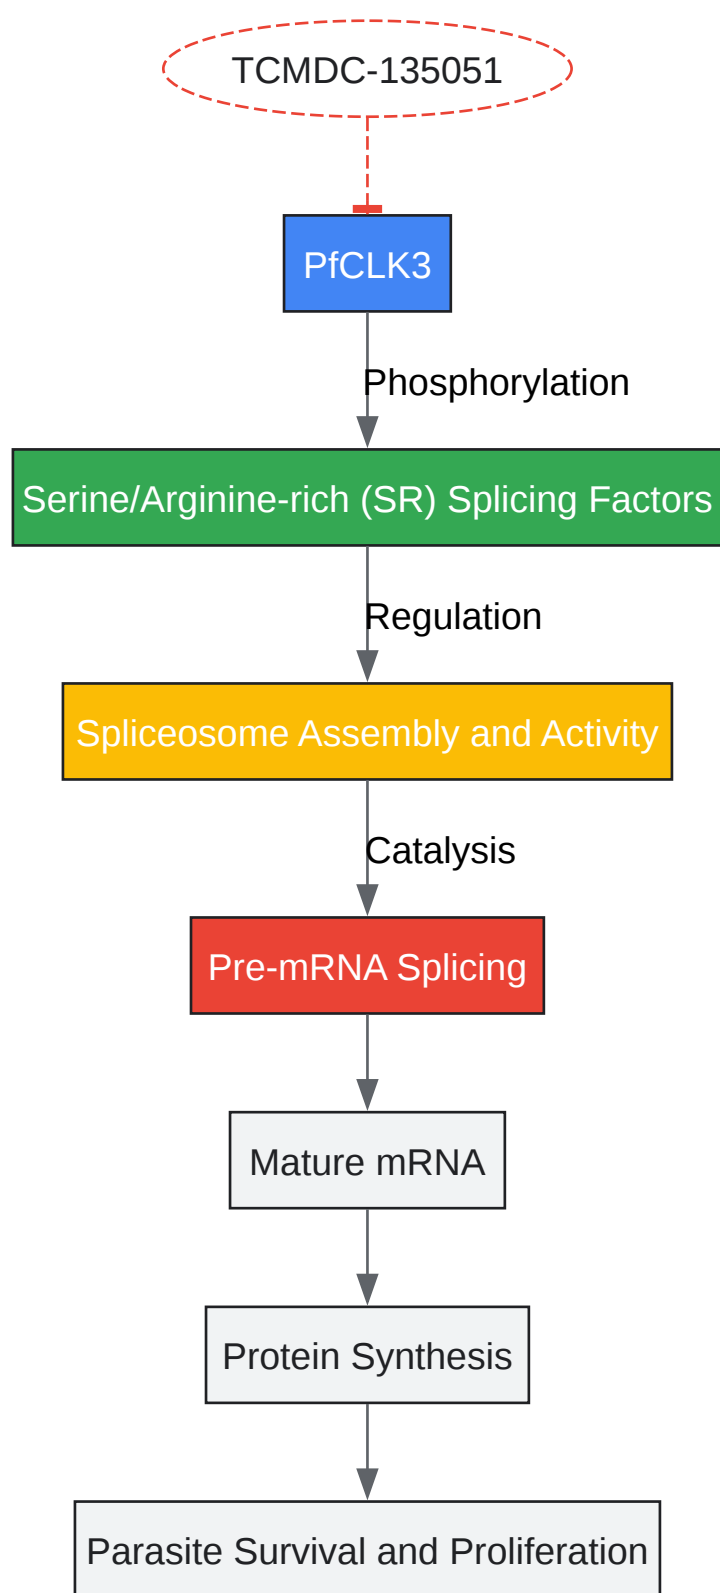 TCMDC-135051
PfCLK3
Phosphorylation
Serine/Arginine-rich (SR) Splicing Factors
Regulation
Spliceosome Assembly and Activity
Catalysis
Pre-mRNA Splicing
Mature mRNA
Protein Synthesis
Parasite Survival and Proliferation